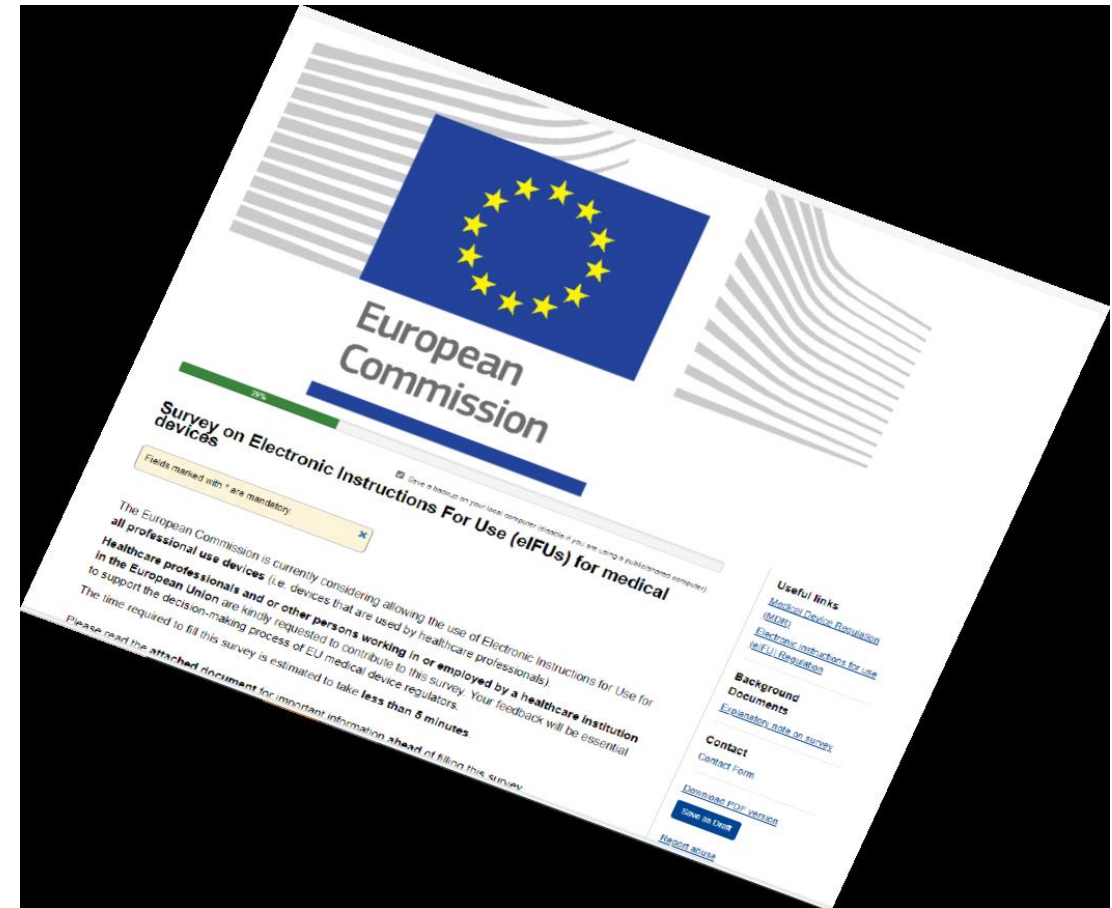 European
Commission
29%
Save a backup on your local computer (disable if you are using a public/shared computer)
Survey on Electronic Instructions For Use (eIFUs) for medical
devices
Fields marked with * are mandatory.
The European Commission is currently considering allowing the use of Electronic Instructions for Use for
all professional use devices (i.e. devices that are used by healthcare professionals).
Healthcare professionals and or other persons working in or employed by a healthcare institution
in the European Union are kindly requested to contribute to this survey. Your feedback will be essential
to support the decision-making process of EU medical device regulators.
The time required to fill this survey is estimated to take less than 5 minutes
Please read the attached document for important information ahead of filling this survey
Useful links
Medical Device Regulation
(MDR)
Electronic instructions for use
(eIFU) Regulation
Background
Documents
Explanatory note on survey
Contact
Contact Form
Download PDF version
Save as Draft
Report abuse